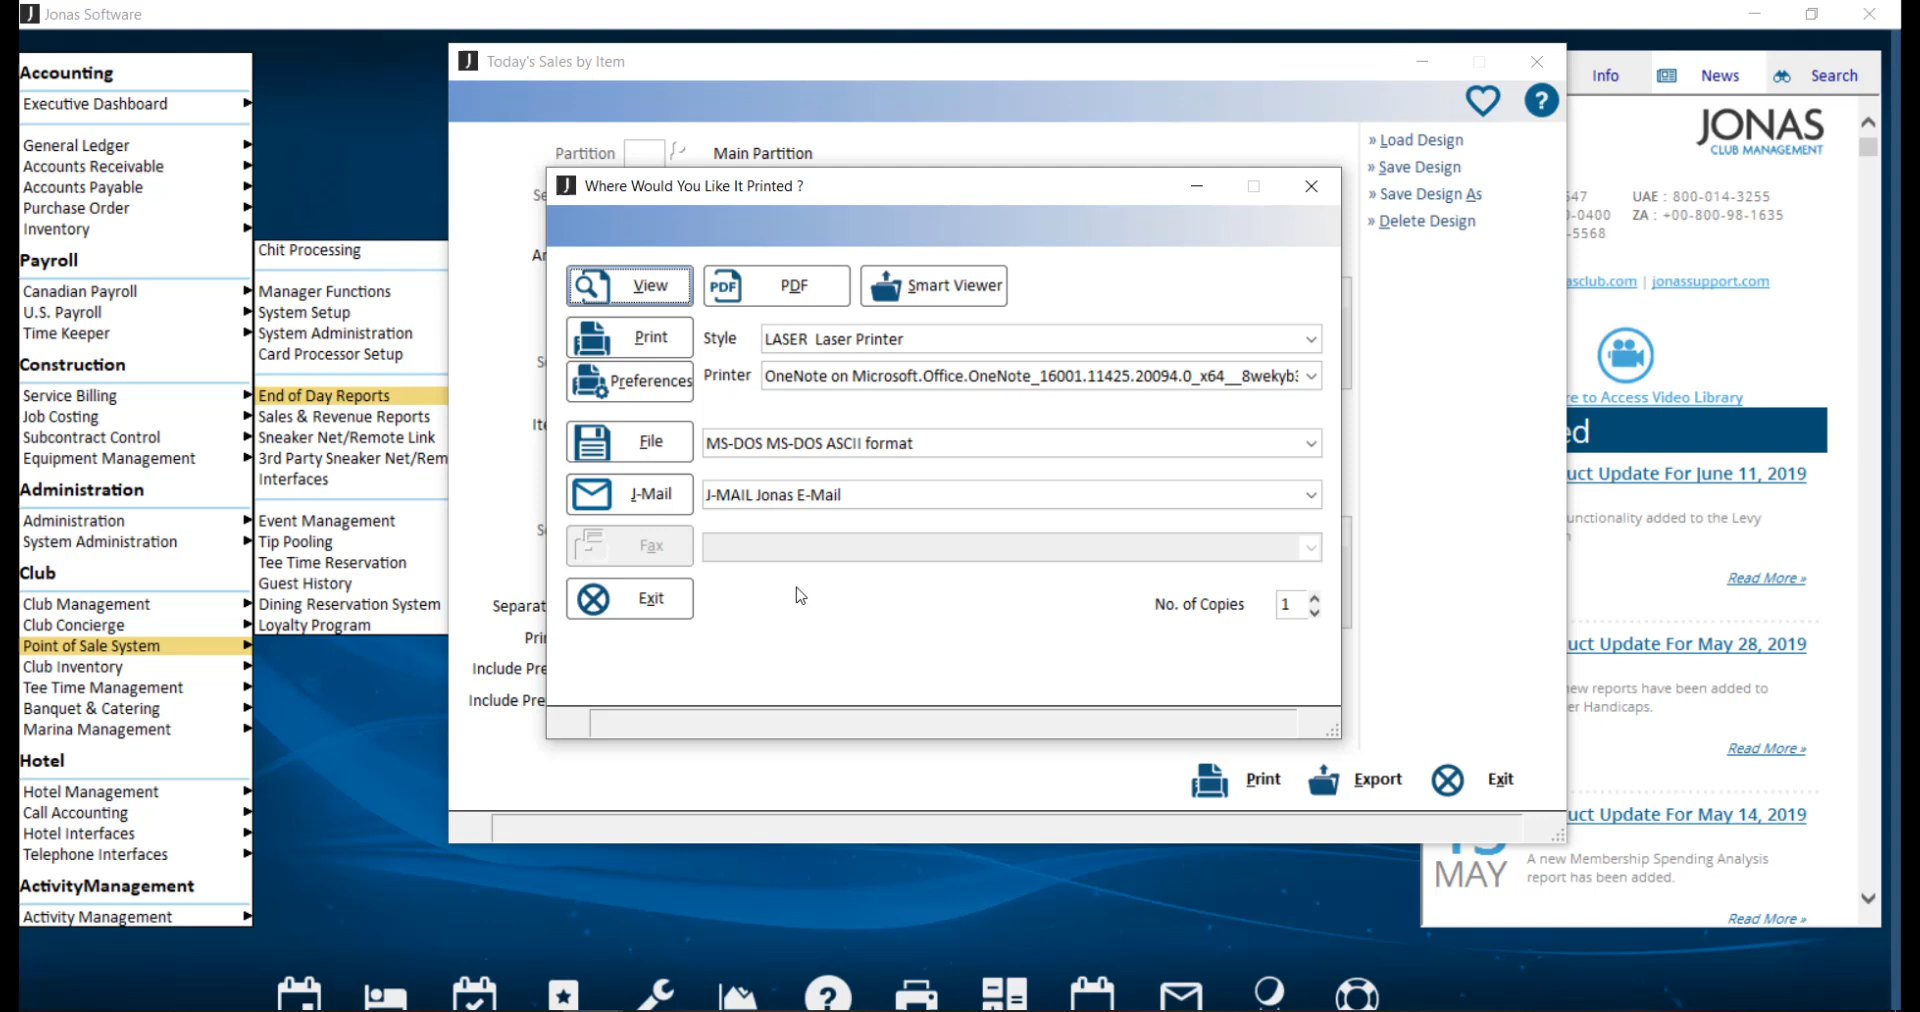 Jonas Software
Accounting
Executive Dashboard
General Ledger
Accounts Receivable
Accounts Payable
Purchase Order
Inventory
Payroll
Canadian Payroll
U.S. Payroll
Time Keeper
Construction
Service Billing
Job Costing
Subcontract Control
Equipment Management
Administration
Administration
System Administration
Club
Club Management
Club Concierge
Point of Sale System
Club Inventory
Tee Time Management
Banquet & Catering
Marina Management
Hotel
Hotel Management
Call Accounting
Hotel Interfaces
Telephone Interfaces
ActivityManagement
Activity Management
Chit Processing
Manager Functions
System Setup
System Administration
Card Processor Setup
End of Day Reports
Sales & Revenue Reports
Sneaker Net/Remote Link
3rd Party Sneaker Net/Rem
Interfaces
Event Management
Tip Pooling
Tee Time Reservation
Guest History
Dining Reservation System
Loyalty Program
Today's Sales by Item
Partition
Main Partition
» Load Design
» Save Design
» Save Design As
» Delete Design
Separat
Include Pre
Include Pre
Print
Export
Exit
Where Would You Like It Printed ?
View
PDF
PDF
Smart Viewer
Print
Style
LASER Laser Printer
Preferences
Printer
OneNote on Microsoft.Office.OneNote_16001.11425.20094.0_x64__8wekyb3
File
MS-DOS MS-DOS ASCII format
J-Mail
J-MAIL Jonas E-Mail
Fax
Exit
No. of Copies
1
Info
News
Search
JONAS
CLUB MANAGEMENT
547
UAE : 800-014-3255
-0400
ZA : +00-800-98-1635
-5568
asclub.com | jonassupport.com
re to Access Video Library
ed
uct Update For June 11, 2019
unctionality added to the Levy
Read More »
uct Update For May 28, 2019
ew reports have been added to
er Handicaps.
Read More »
uct Update For May 14, 2019
MAY
A new Membership Spending Analysis
report has been added.
Read More »